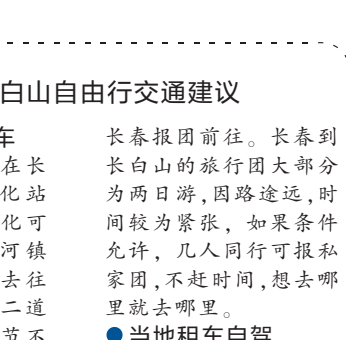 白山自由行交通建议
车
在长
化站
化可
河镇
去往
二道
节不
长春报团前往。长春到
长白山的旅行团大部分
为两日游,因路途远,时
间较为紧张，如果条件
允许，几人同行可报私
家团,不赶时间,想去哪
里就去哪里。
●当地租车自驾